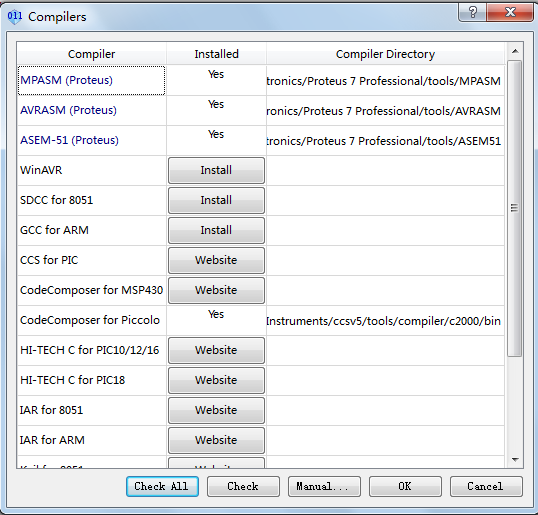 Compilers
Compiler Installed Compiler Directory
MPASM (Proteus) Yes tronics/Proteus 7 Professional/tools/MPASM
AVRASM (Proteus) Yes tronics/Proteus 7 Professional/tools/AVRASM
ASEM-51 (Proteus) Yes tronics/Proteus 7 Professional/tools/ASEM51
WinAVR Install
SDCC for 8051 Install
GCC for ARM Install
CCS for PIC Website
CodeComposer for MSP430 Website
CodeComposer for Piccolo Yes Instruments/ccsv5/tools/compiler/c2000/bin
HI-TECH C for PIC10/12/16 Website
HI-TECH C for PIC18 Website
IAR for 8051 Website
IAR for ARM Website
Keil for 8051 Website
Check All Check Manual... OK Cancel